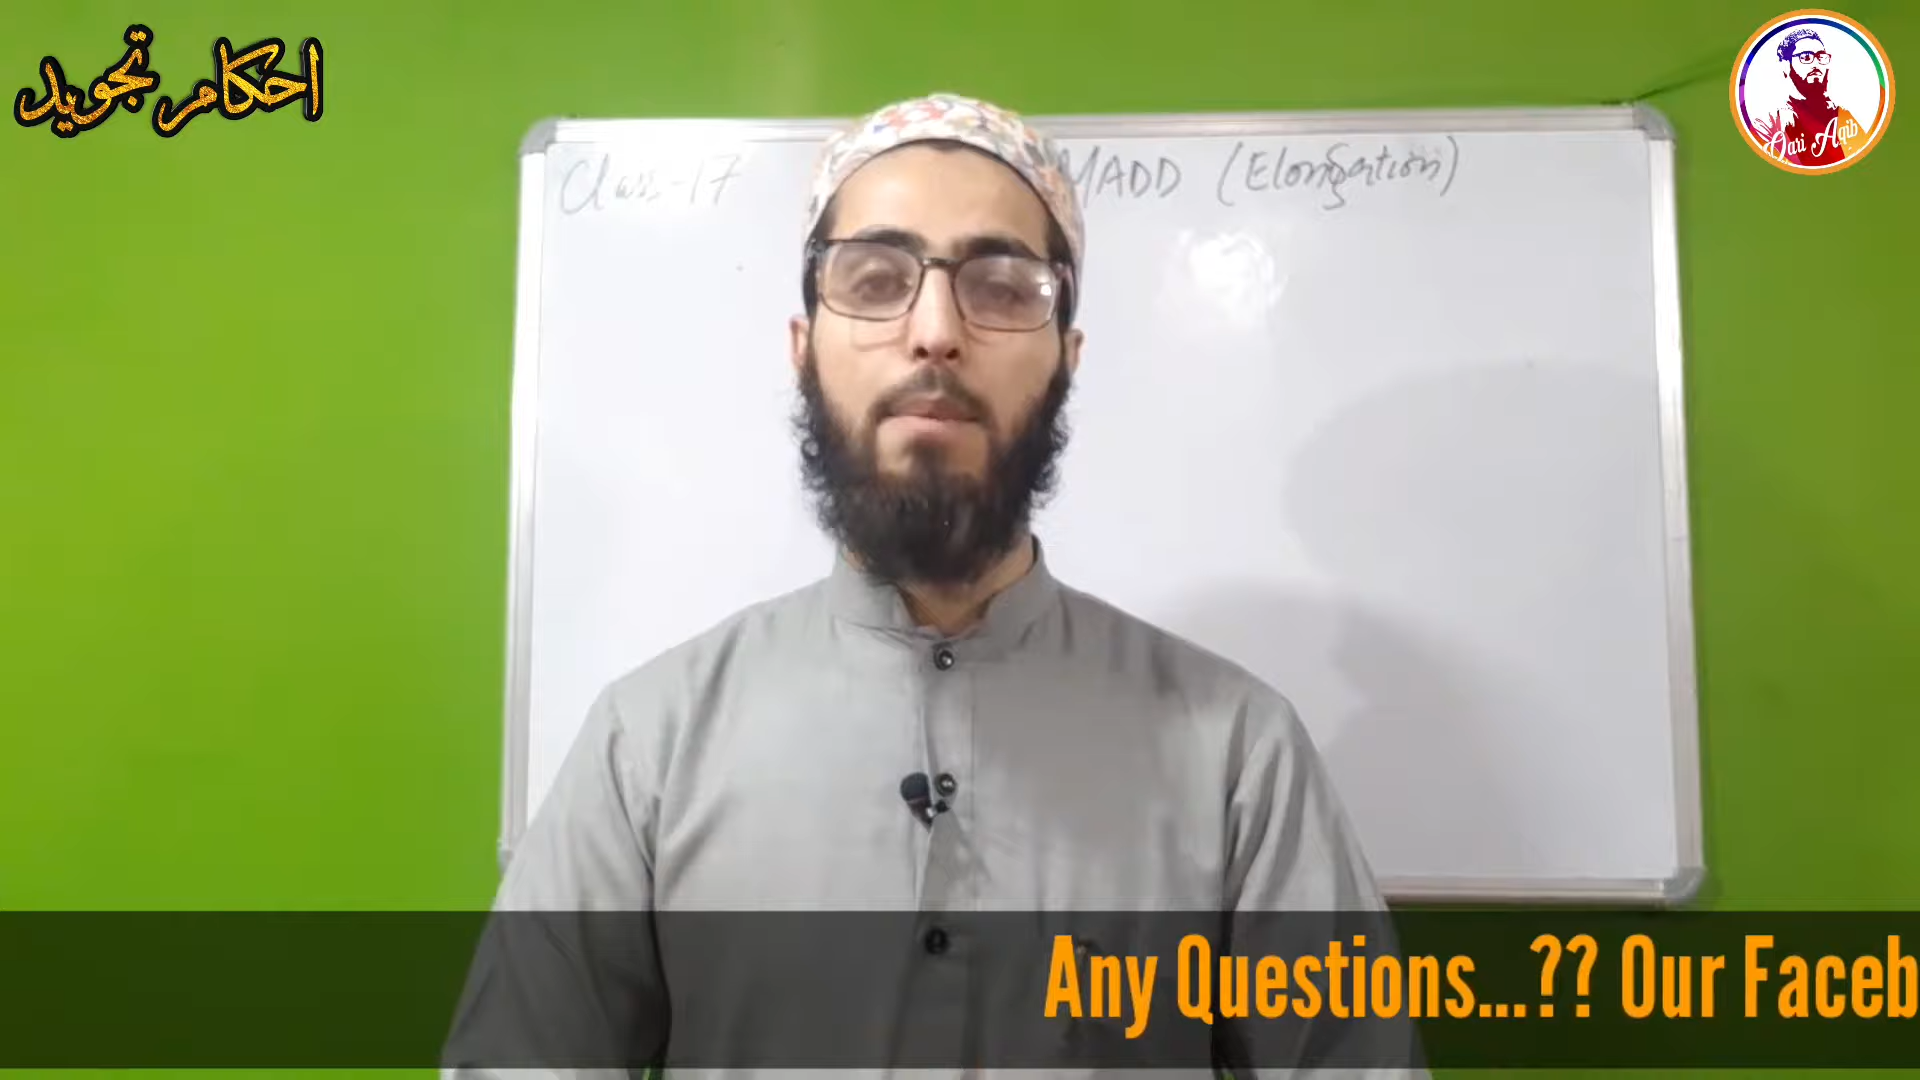 احکام تجوید
Qari Aqib
Class-17 MADD (Elongation)
Any Questions...?? Our Faceb